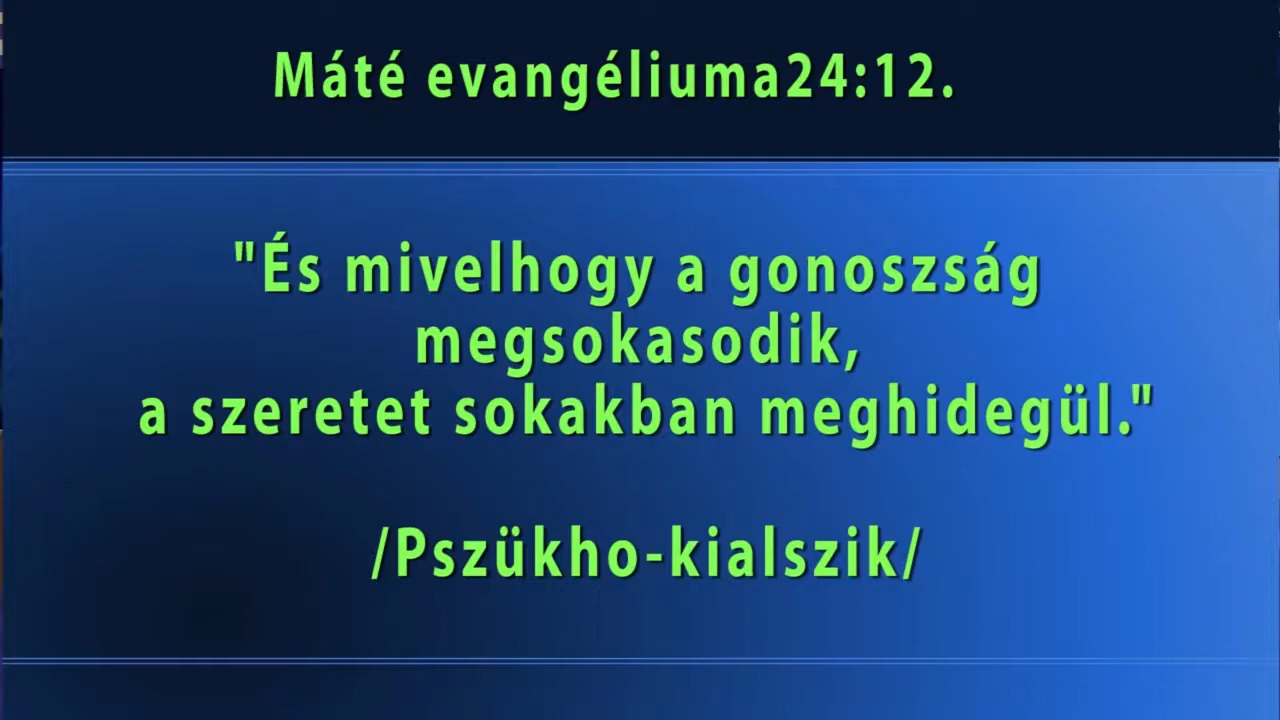 Máté evangéliuma24:12.
"És mivelhogy a gonoszság
megsokasodik,
a szeretet sokakban meghidegül."
/Pszükho-kialszik/